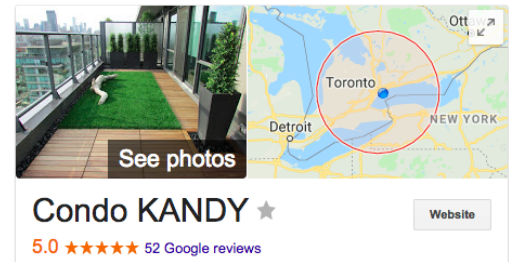 Ottawa
Toronto
Detroit
NEW YORK
See photos
Condo KANDY
Website
5.0
52 Google reviews